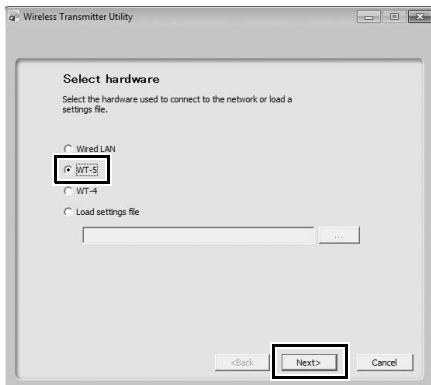 Wireless Transmitter Utility
Select hardware
Select the hardware used to connect to the network or load a
settings file.
Wired LAN
WT-5
WT-4
Load settings file
...
<Back
Next>
Cancel